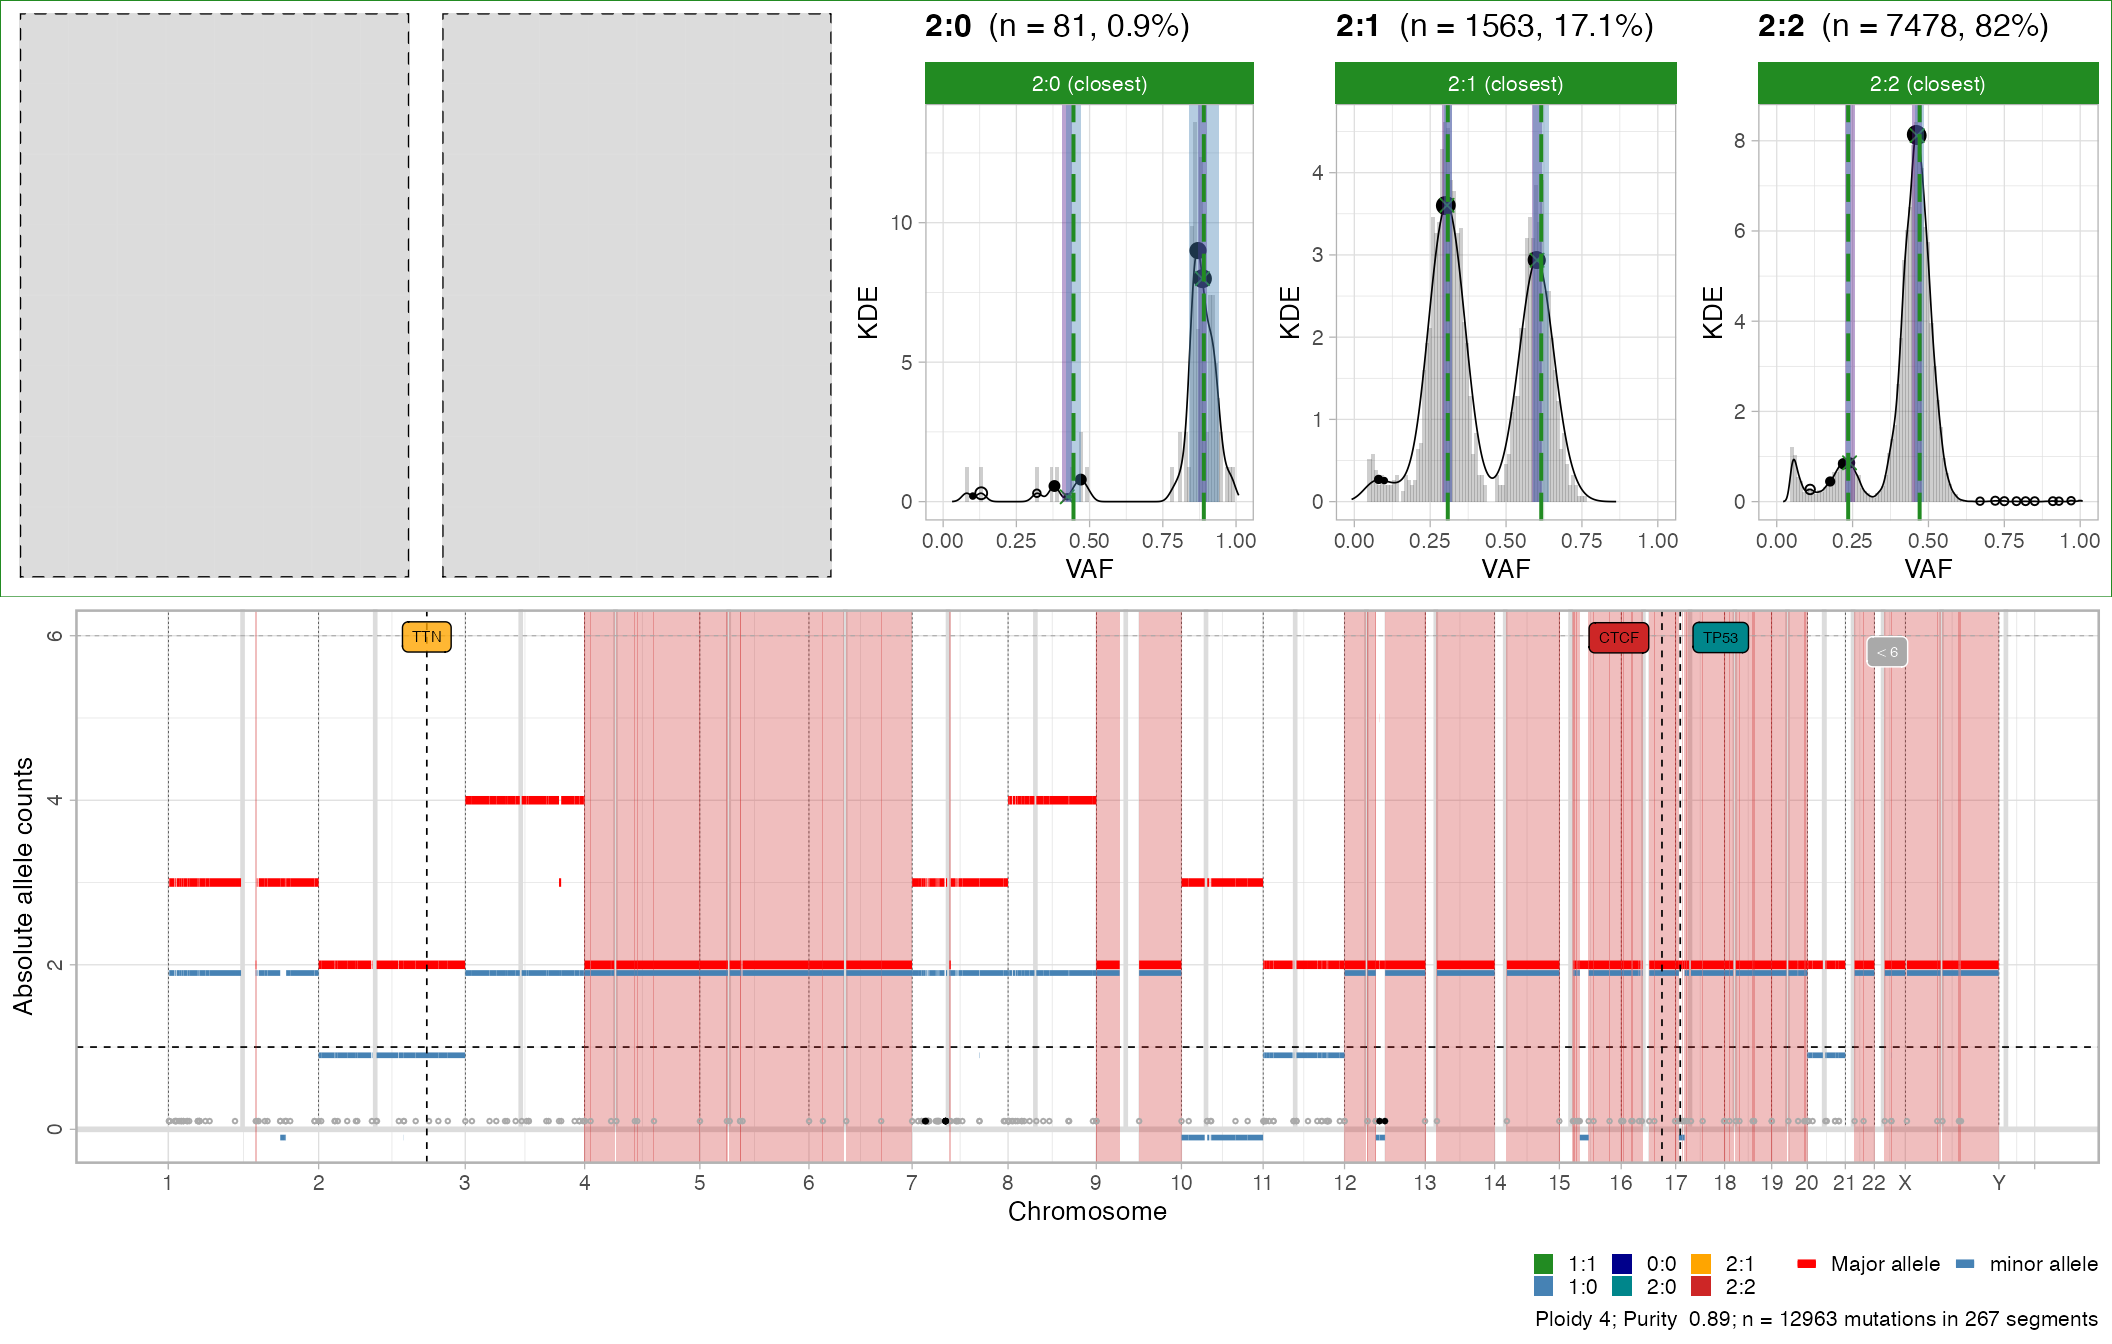 2:0 (n = 81, 0.9%)
2:1 (n = 1563, 17.1%)
2:2 (n = 7478, 82%)
2:0 (closest)
2:1 (closest)
2:2 (closest)
KDE
10
5
0
0.00 0.25 0.50 0.75 1.00
VAF
KDE
4
3
2
1
0
0.00 0.25 0.50 0.75 1.00
VAF
KDE
8
6
4
2
0
0.00 0.25 0.50 0.75 1.00
VAF
Absolute allele counts
6
4
2
0
TTN
CTCF
TP53
< 6
1 2 3 4 5 6 7 8 9 10 11 12 13 14 15 16 17 18 19 20 21 22 X Y
Chromosome
1:1 0:0 2:1 Major allele minor allele
1:0 2:0 2:2
Ploidy 4; Purity 0.89; n = 12963 mutations in 267 segments